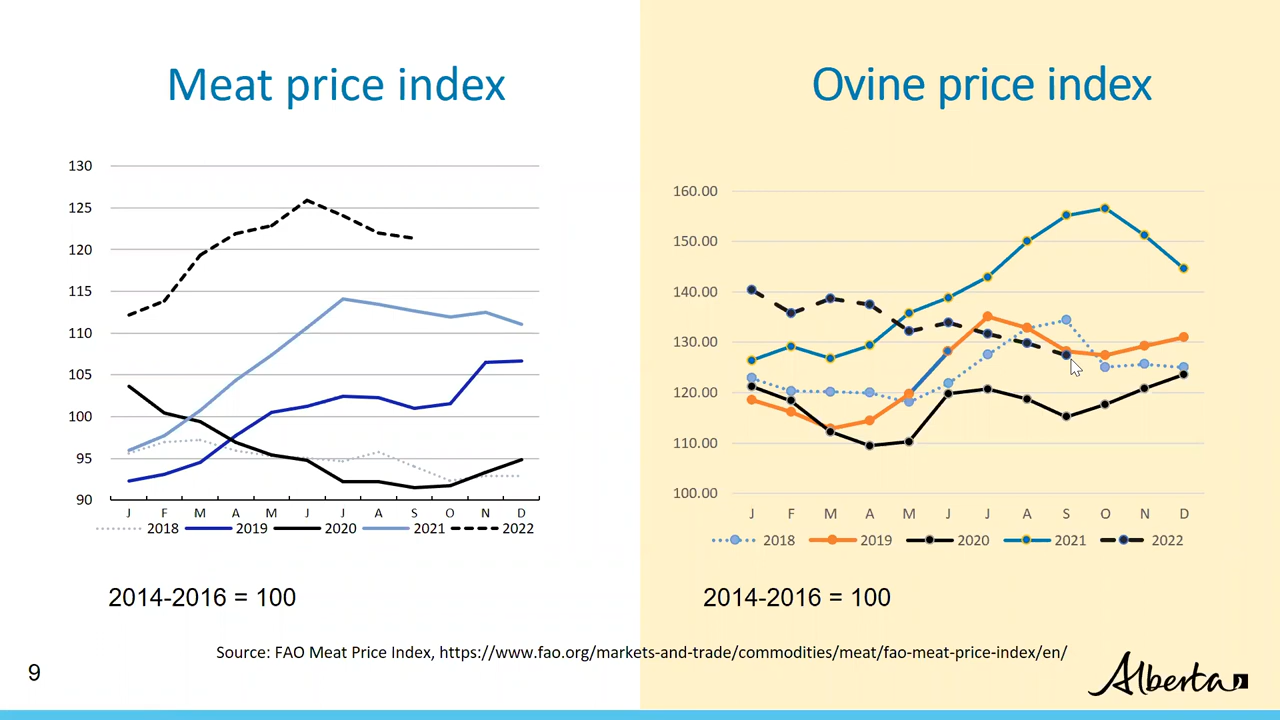 Meat price index
130
125
120
115
110
105
100
95
90
J F M A M J J A S O N D
2018 2019 2020 2021 2022
2014-2016 = 100
Ovine price index
160.00
150.00
140.00
130.00
120.00
110.00
100.00
J F M A M J J A S O N D
2018 2019 2020 2021 2022
2014-2016 = 100
Source: FAO Meat Price Index, https://www.fao.org/markets-and-trade/commodities/meat/fao-meat-price-index/en/
9
Alberta